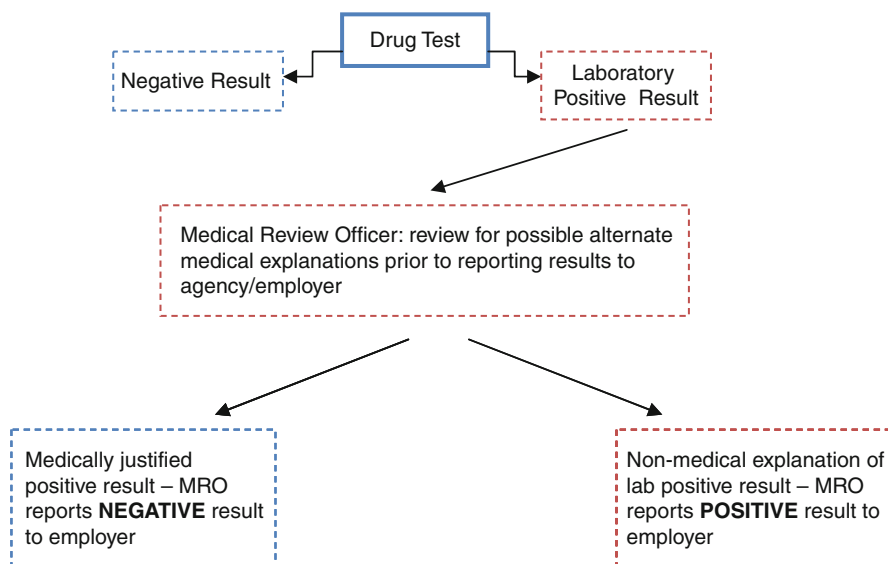 Drug Test
Negative Result
Laboratory
Positive Result
Medical Review Officer: review for possible alternate
medical explanations prior to reporting results to
agency/employer
Medically justified
positive result – MRO
reports NEGATIVE result
to employer
Non-medical explanation of
lab positive result – MRO
reports POSITIVE result to
employer